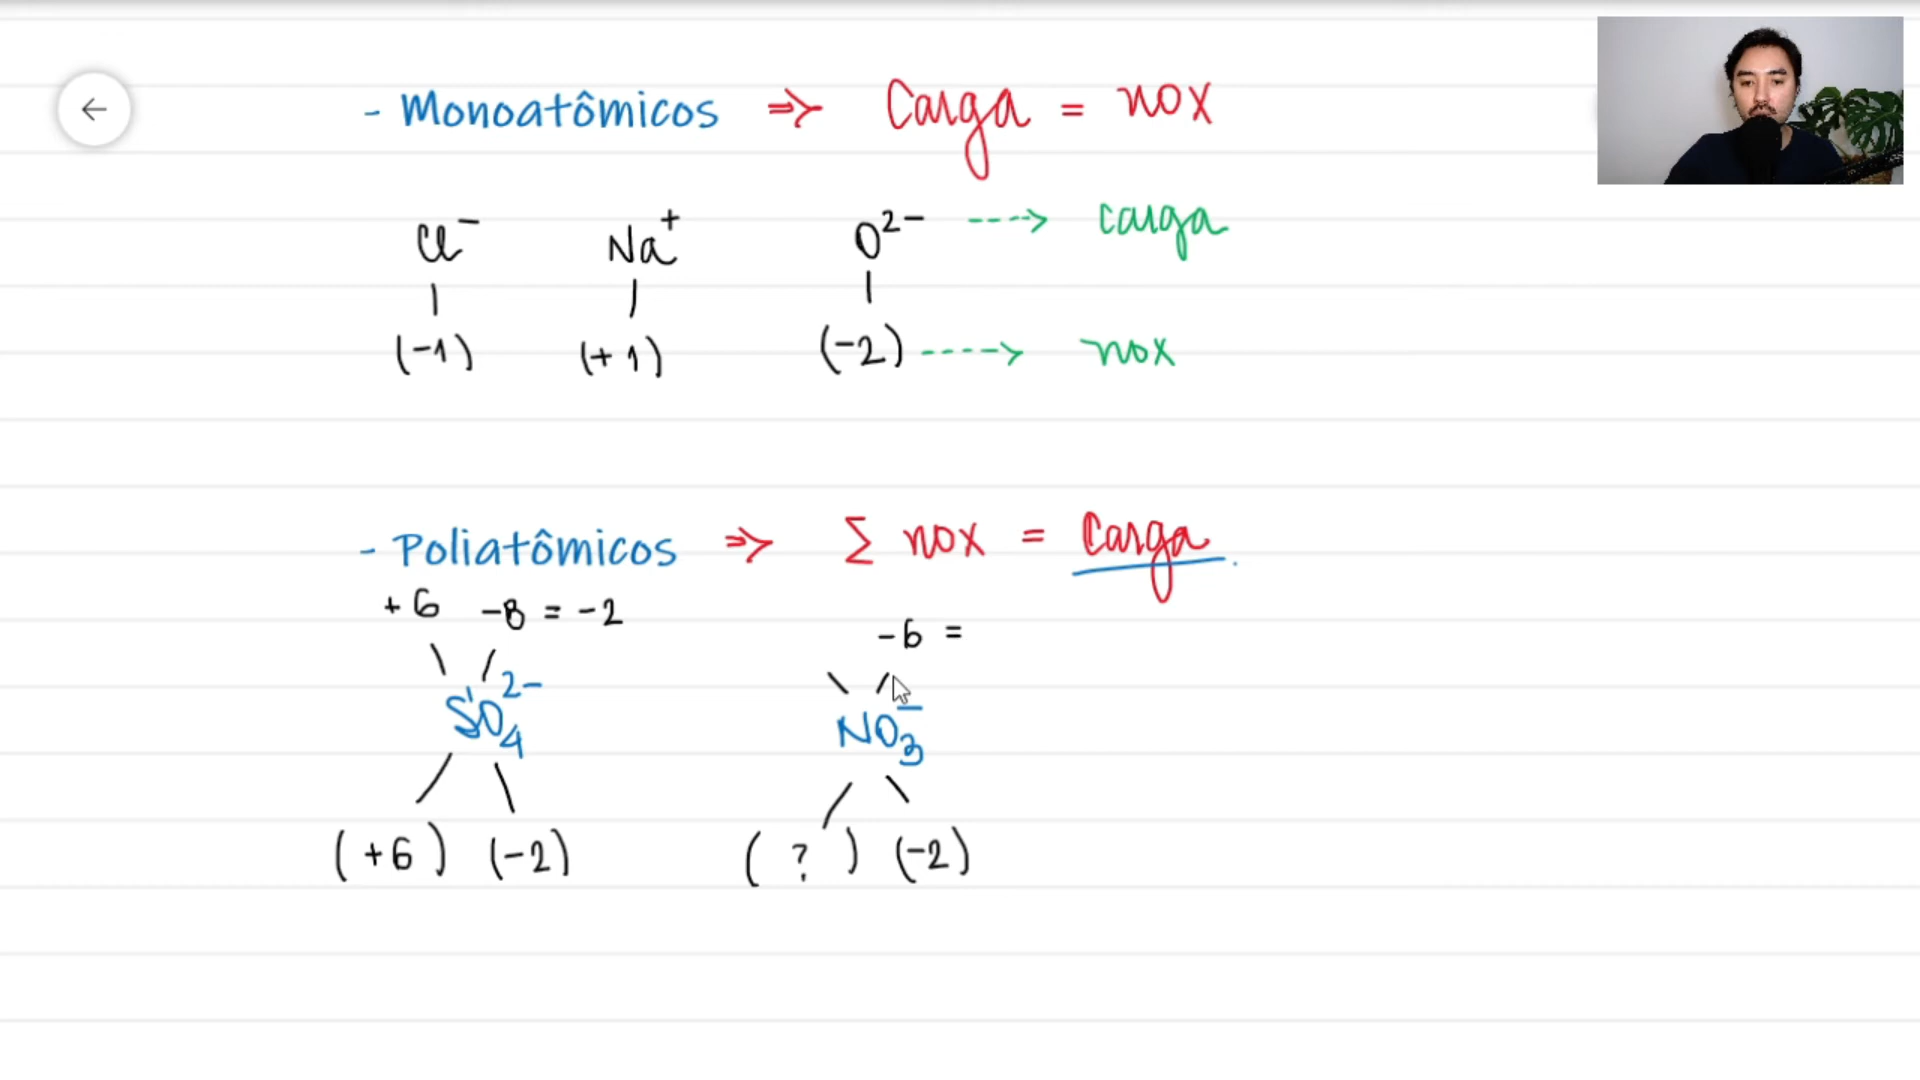 - Monoatômicos ⇒ Carga = nox
Cl⁻ Na⁺ O²⁻ ----> carga
(-1) (+1) (-2) ----> nox
- Poliatômicos ⇒ Σ nox = Carga.
+6 -8 = -2 -6 =
SO₄²⁻ NO₃⁻
(+6) (-2) (?) (-2)